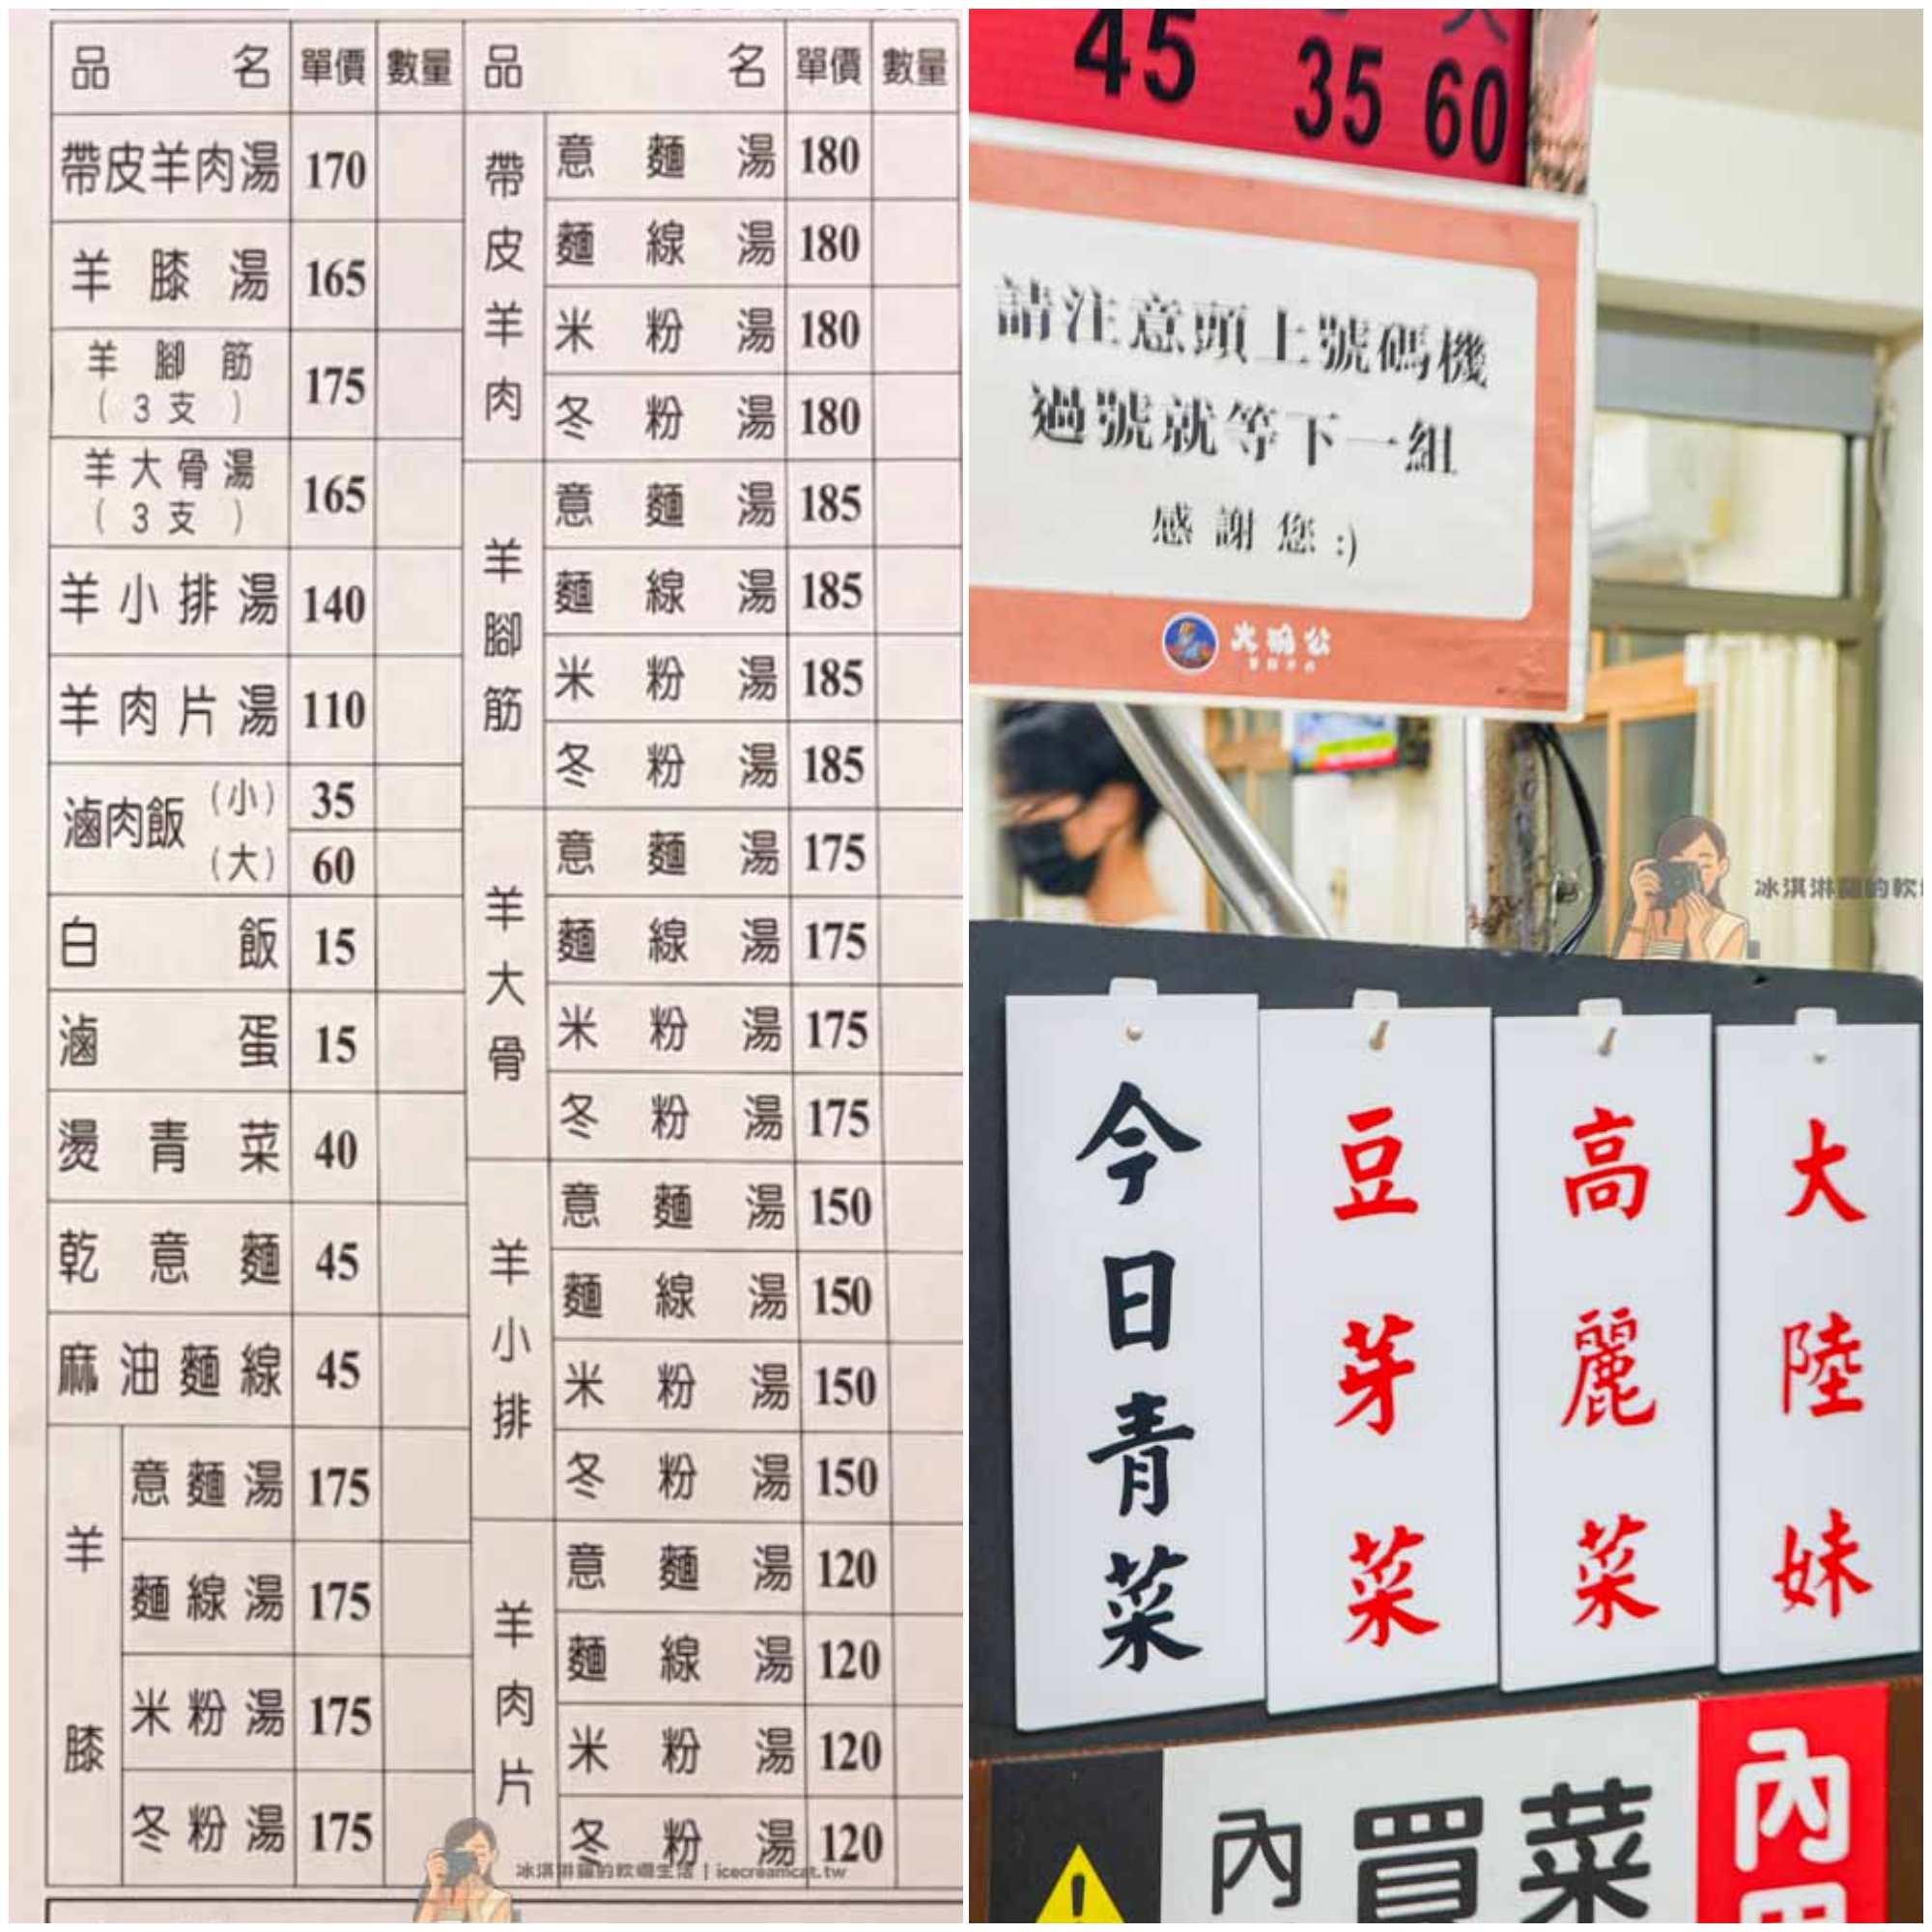 品名 單價 數量
帶皮羊肉湯 170
羊膝湯 165
羊腳筋 175
(3支)
羊大骨湯 165
(3支)
羊小排湯 140
羊肉片湯 110
滷肉飯 (小) 35
(大) 60
白飯 15
滷蛋 15
燙青菜 40
乾意麵 45
麻油麵線 45
羊膝
意麵湯 175
麵線湯 175
米粉湯 175
冬粉湯 175
品名 單價 數量
帶皮羊肉
意麵湯 180
麵線湯 180
米粉湯 180
冬粉湯 180
羊腳筋
意麵湯 185
麵線湯 185
米粉湯 185
冬粉湯 185
羊大骨
意麵湯 175
麵線湯 175
米粉湯 175
冬粉湯 175
羊小排
意麵湯 150
麵線湯 150
米粉湯 150
冬粉湯 150
羊肉片
意麵湯 120
麵線湯 120
米粉湯 120
冬粉湯 120
的軟綿生活 | icecreamcat.tw
45 35 60
請注意頭上號碼機
過號就等下一組
感謝您:)
冰淇淋貓的軟
今日青菜
豆芽菜
高麗菜
大陸妹
內買菜
內